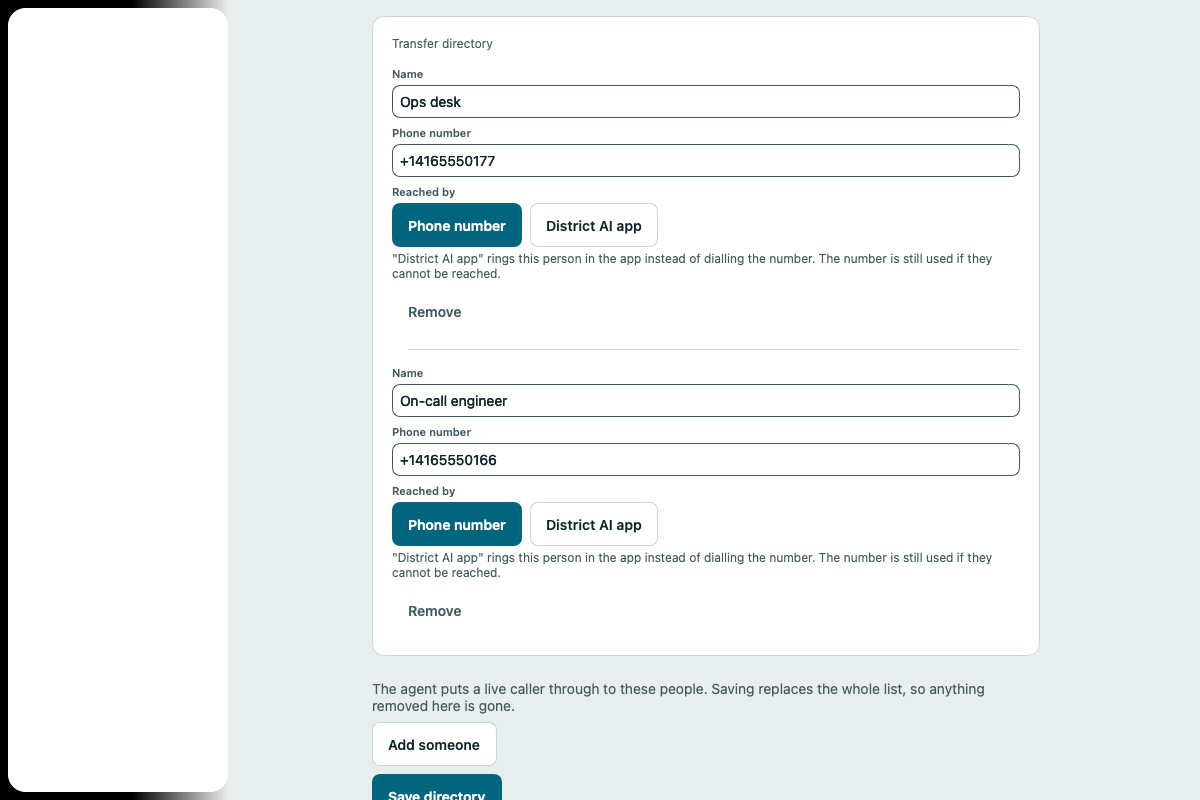 Transfer directory
Name
Ops desk
Phone number
+14165550177
Reached by
Phone number
District AI app
"District AI app" rings this person in the app instead of dialling the number. The number is still used if they
cannot be reached.
Remove
Name
On-call engineer
Phone number
+14165550166
Reached by
Phone number
District AI app
"District AI app" rings this person in the app instead of dialling the number. The number is still used if they
cannot be reached.
Remove
The agent puts a live caller through to these people. Saving replaces the whole list, so anything
removed here is gone.
Add someone
Save directory